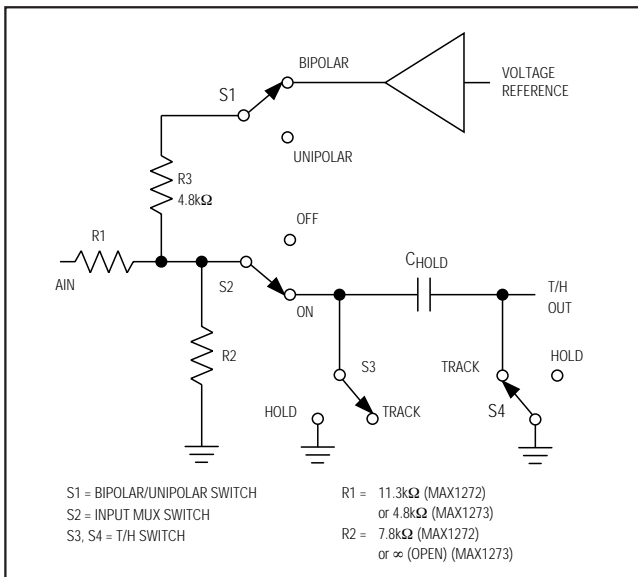 BIPOLAR
VOLTAGE
REFERENCE
S1
UNIPOLAR
R3
4.8kΩ
OFF
R1
AIN
S2
CHOLD
ON
T/H
OUT
R2
S3
TRACK
HOLD
HOLD
TRACK
S4
S1 = BIPOLAR/UNIPOLAR SWITCH
S2 = INPUT MUX SWITCH
S3, S4 = T/H SWITCH
R1 = 11.3kΩ (MAX1272)
or 4.8kΩ (MAX1273)
R2 = 7.8kΩ (MAX1272)
or ∞ (OPEN) (MAX1273)